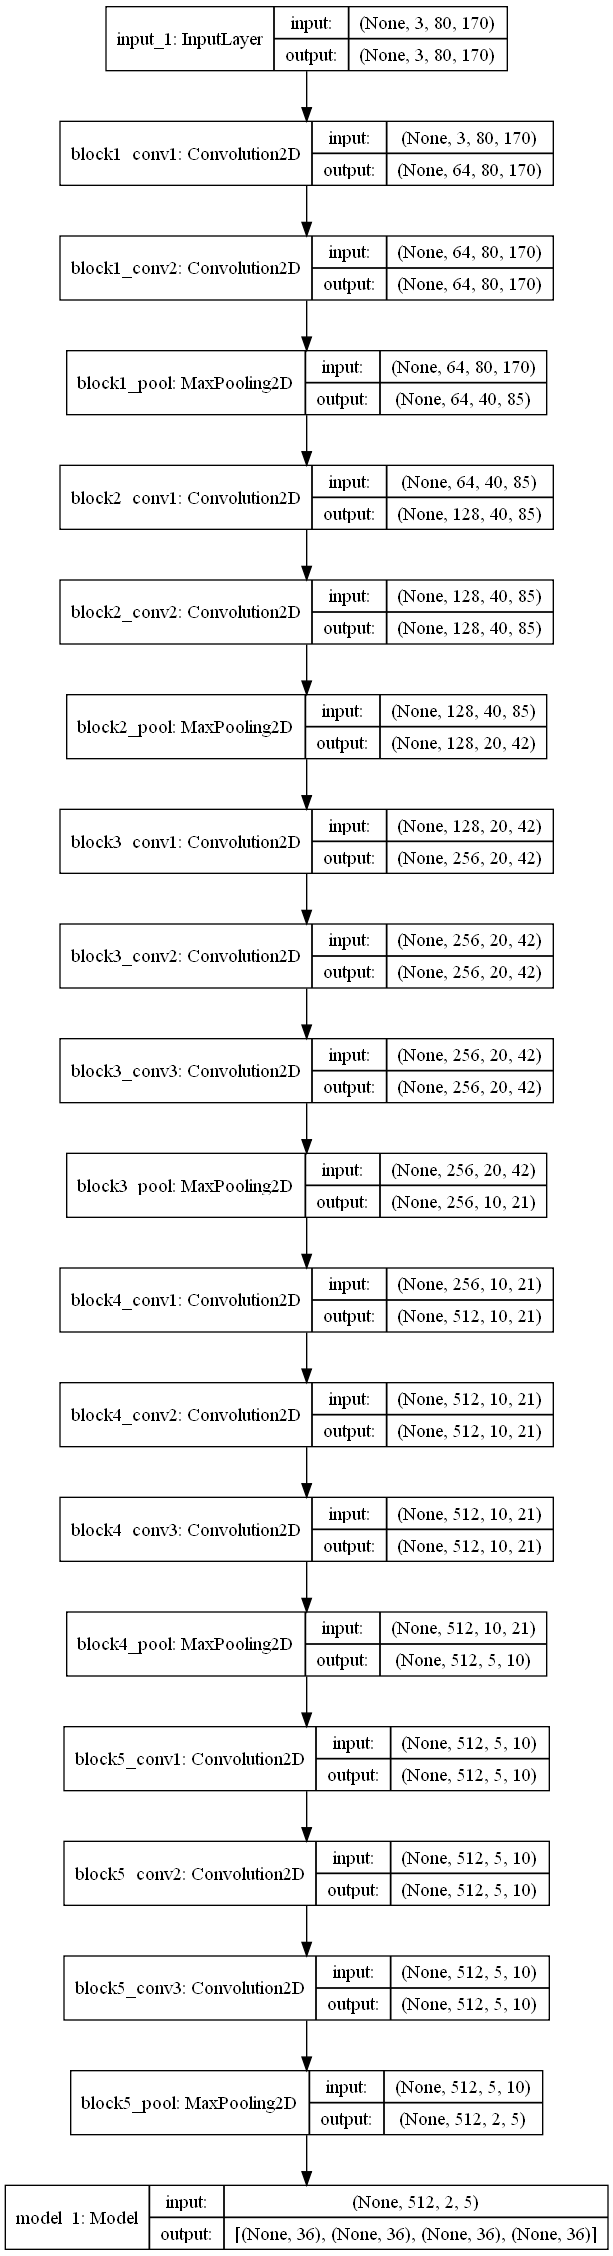 input_1: InputLayer
input: (None, 3, 80, 170)
output: (None, 3, 80, 170)
block1_conv1: Convolution2D
input: (None, 3, 80, 170)
output: (None, 64, 80, 170)
block1_conv2: Convolution2D
input: (None, 64, 80, 170)
output: (None, 64, 80, 170)
block1_pool: MaxPooling2D
input: (None, 64, 80, 170)
output: (None, 64, 40, 85)
block2_conv1: Convolution2D
input: (None, 64, 40, 85)
output: (None, 128, 40, 85)
block2_conv2: Convolution2D
input: (None, 128, 40, 85)
output: (None, 128, 40, 85)
block2_pool: MaxPooling2D
input: (None, 128, 40, 85)
output: (None, 128, 20, 42)
block3_conv1: Convolution2D
input: (None, 128, 20, 42)
output: (None, 256, 20, 42)
block3_conv2: Convolution2D
input: (None, 256, 20, 42)
output: (None, 256, 20, 42)
block3_conv3: Convolution2D
input: (None, 256, 20, 42)
output: (None, 256, 20, 42)
block3_pool: MaxPooling2D
input: (None, 256, 20, 42)
output: (None, 256, 10, 21)
block4_conv1: Convolution2D
input: (None, 256, 10, 21)
output: (None, 512, 10, 21)
block4_conv2: Convolution2D
input: (None, 512, 10, 21)
output: (None, 512, 10, 21)
block4_conv3: Convolution2D
input: (None, 512, 10, 21)
output: (None, 512, 10, 21)
block4_pool: MaxPooling2D
input: (None, 512, 10, 21)
output: (None, 512, 5, 10)
block5_conv1: Convolution2D
input: (None, 512, 5, 10)
output: (None, 512, 5, 10)
block5_conv2: Convolution2D
input: (None, 512, 5, 10)
output: (None, 512, 5, 10)
block5_conv3: Convolution2D
input: (None, 512, 5, 10)
output: (None, 512, 5, 10)
block5_pool: MaxPooling2D
input: (None, 512, 5, 10)
output: (None, 512, 2, 5)
model_1: Model
input: (None, 512, 2, 5)
output: [(None, 36), (None, 36), (None, 36), (None, 36)]